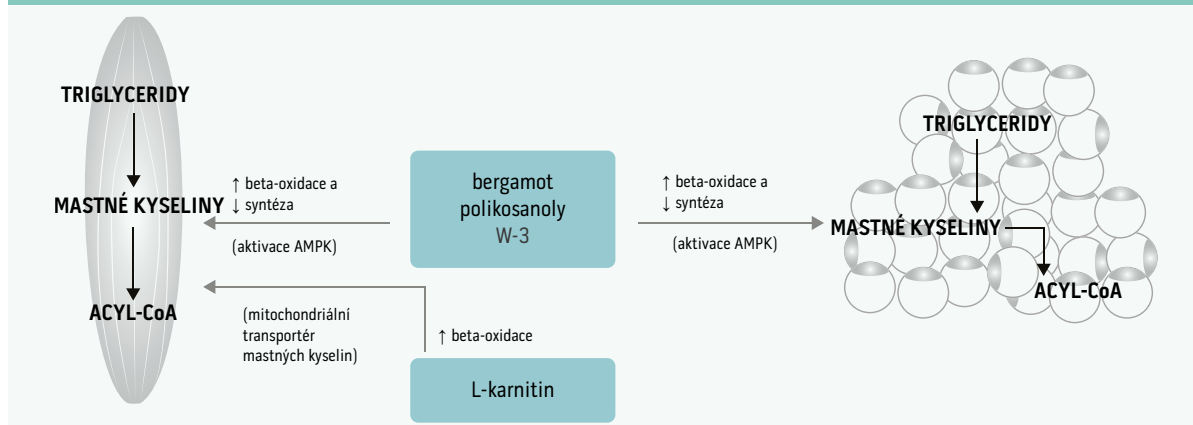 TRIGLYCERIDY
MASTNÉ KYSELINY
ACYL-CoA
↑ beta-oxidace a
↓ syntéza
(aktivace AMPK)
(mitochondriální
transportér
mastných kyselin)
bergamot
polikosanoly
W-3
↑ beta-oxidace
L-karnitin
↑ beta-oxidace a
↓ syntéza
(aktivace AMPK)
TRIGLYCERIDY
MASTNÉ KYSELINY
ACYL-CoA